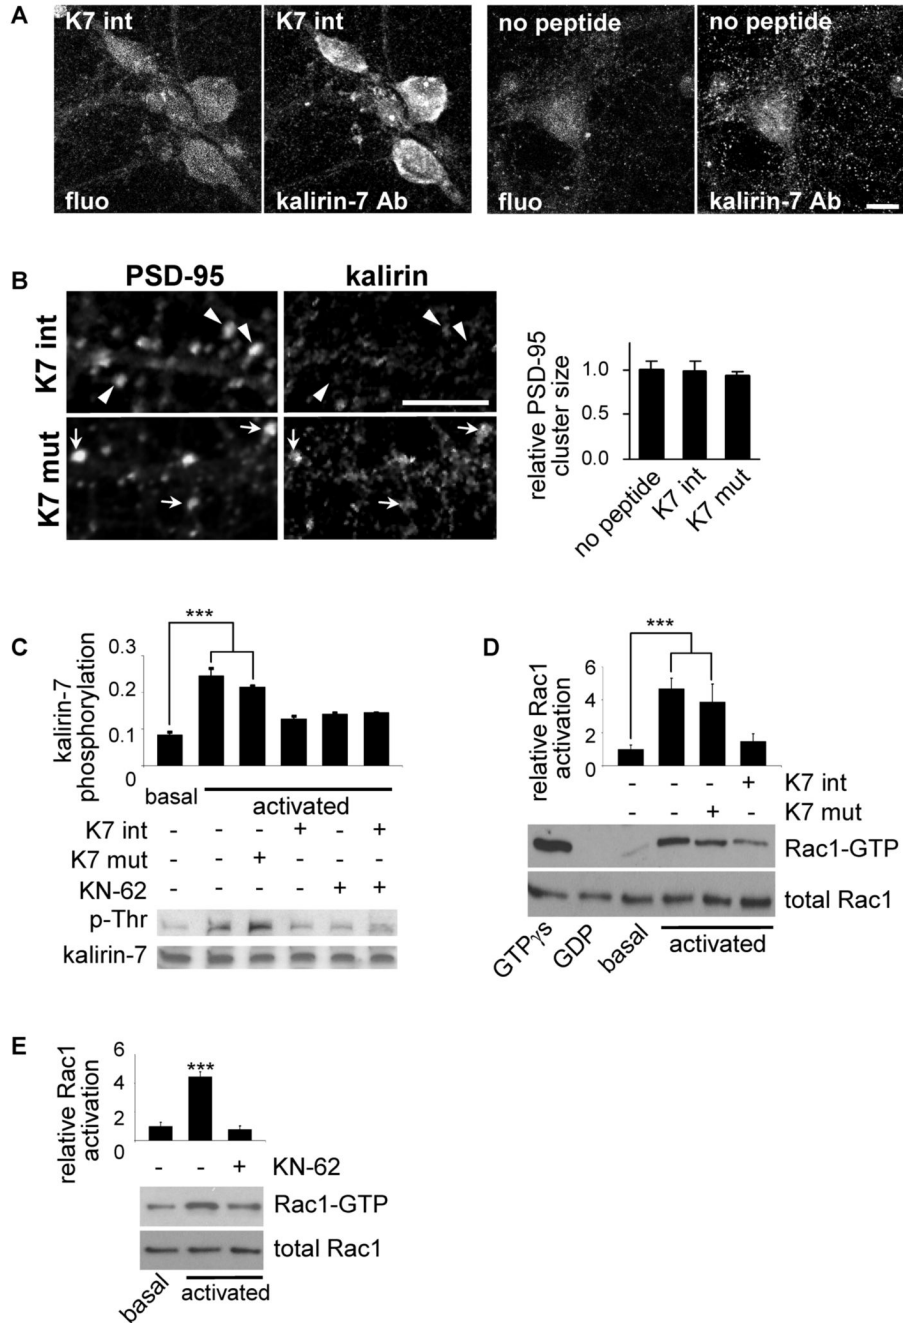 A
K7 int
K7 int
no peptide
no peptide
fluo
kalirin-7 Ab
fluo
kalirin-7 Ab
B
PSD-95
kalirin
K7 int
K7 mut
relative PSD-95
cluster size
1.0
0.5
0.0
no peptide
K7 int
K7 mut
C
kalirin-7
phosphorylation
0.3
0.2
0.1
0
***
basal
activated
K7 int - - - + - +
K7 mut - - + - - -
KN-62 - - - - + +
p-Thr
kalirin-7
D
relative Rac1
activation
6
4
2
0
***
- - - + K7 int
- - + - K7 mut
Rac1-GTP
total Rac1
GTPγs
GDP
basal
activated
E
relative Rac1
activation
6
4
2
0
***
- - + KN-62
Rac1-GTP
total Rac1
basal
activated